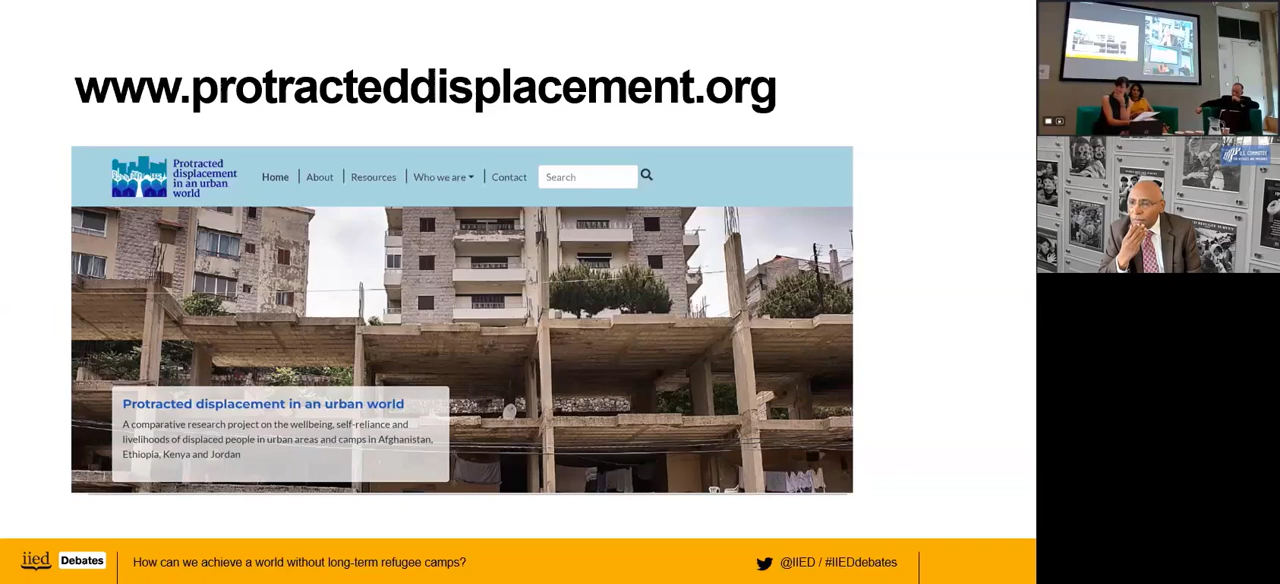 www.protracteddisplacement.org
Protracted
displacement
in an urban
world
Home
About
Resources
Who we are
Contact
Search
Protracted displacement in an urban world
A comparative research project on the wellbeing, self-reliance and
livelihoods of displaced people in urban areas and camps in Afghanistan,
Ethiopia, Kenya and Jordan
iied
Debates
How can we achieve a world without long-term refugee camps?
@IIED / #IIEDdebates
U.S. COMMITTEE